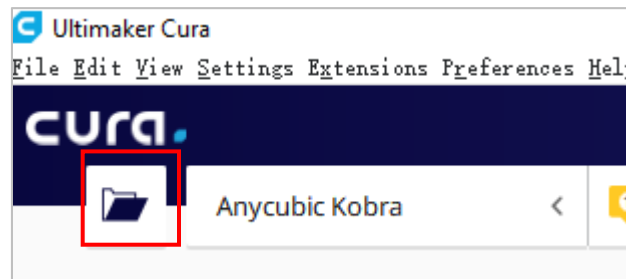 Ultimaker Cura
File Edit View Settings Extensions Preferences
cura.
Anycubic Kobra